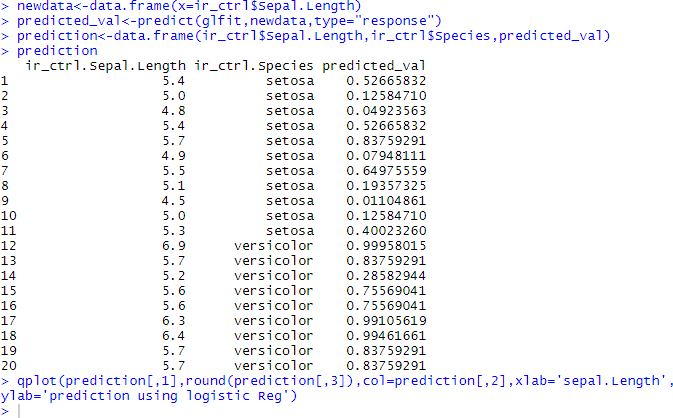 > newdata<-data.frame(x=ir_ctrl$Sepal.Length)
> predicted_val<-predict(glfit,newdata,type="response")
> prediction<-data.frame(ir_ctrl$Sepal.Length,ir_ctrl$Species,predicted_val)
> prediction
ir_ctrl.Sepal.Length ir_ctrl.Species predicted_val
1 5.4 setosa 0.52665832
2 5.0 setosa 0.12584710
3 4.8 setosa 0.04923563
4 5.4 setosa 0.52665832
5 5.7 setosa 0.83759291
6 4.9 setosa 0.07948111
7 5.5 setosa 0.64975559
8 5.1 setosa 0.19357325
9 4.5 setosa 0.01104861
10 5.0 setosa 0.12584710
11 5.3 setosa 0.40023260
12 6.9 versicolor 0.99958015
13 5.7 versicolor 0.83759291
14 5.2 versicolor 0.28582944
15 5.6 versicolor 0.75569041
16 5.6 versicolor 0.75569041
17 6.3 versicolor 0.99105619
18 6.4 versicolor 0.99461661
19 5.7 versicolor 0.83759291
20 5.7 versicolor 0.83759291
> qplot(prediction[,1],round(prediction[,3]),col=prediction[,2],xlab='sepal.Length',
ylab='prediction using logistic Reg')
>